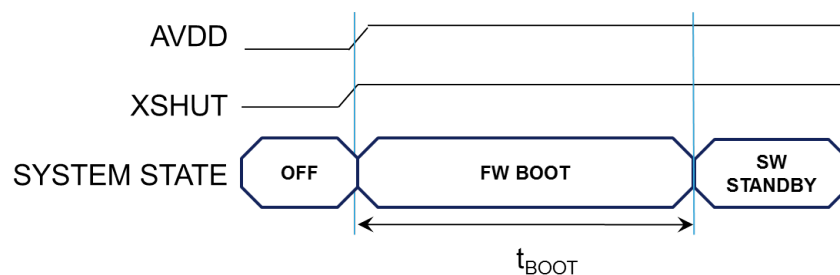 AVDD
XSHUT
SYSTEM STATE
OFF
FW BOOT
SW
STANDBY
tBOOT